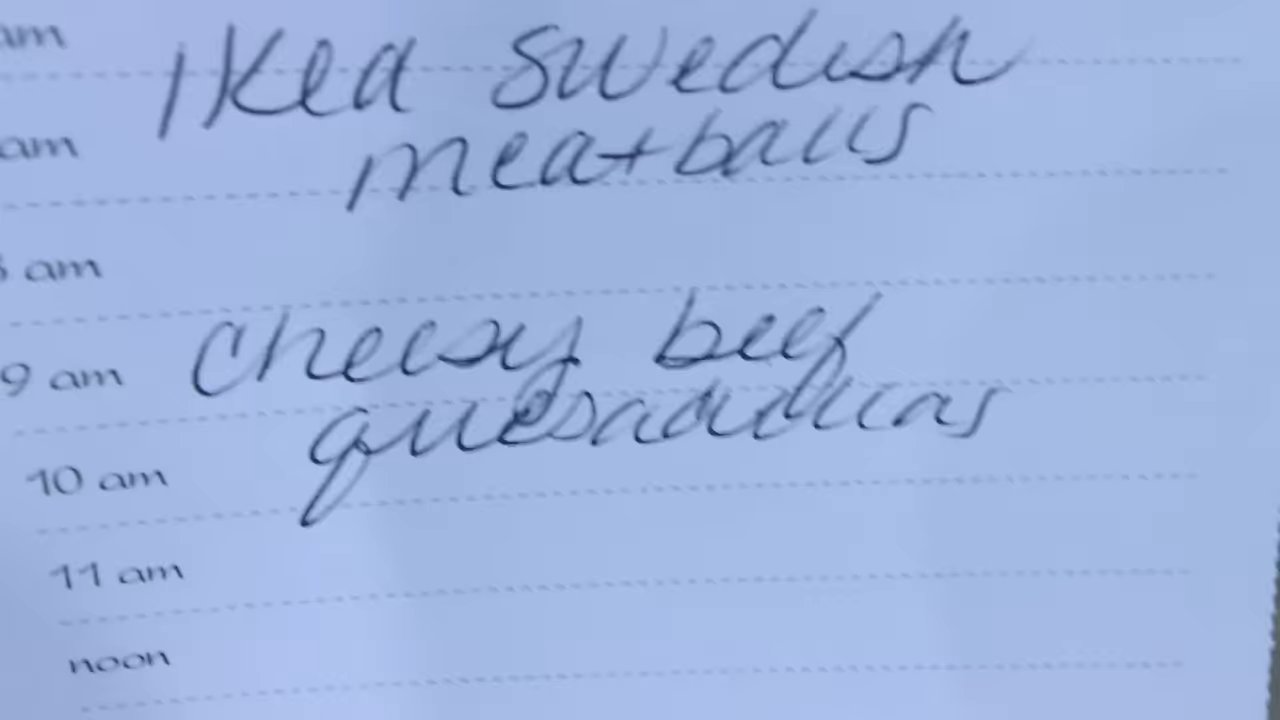 am
Ikea Swedish
am
meatballs
am
Cheesy beef
9 am
quesadillas
10 am
11 am
noon